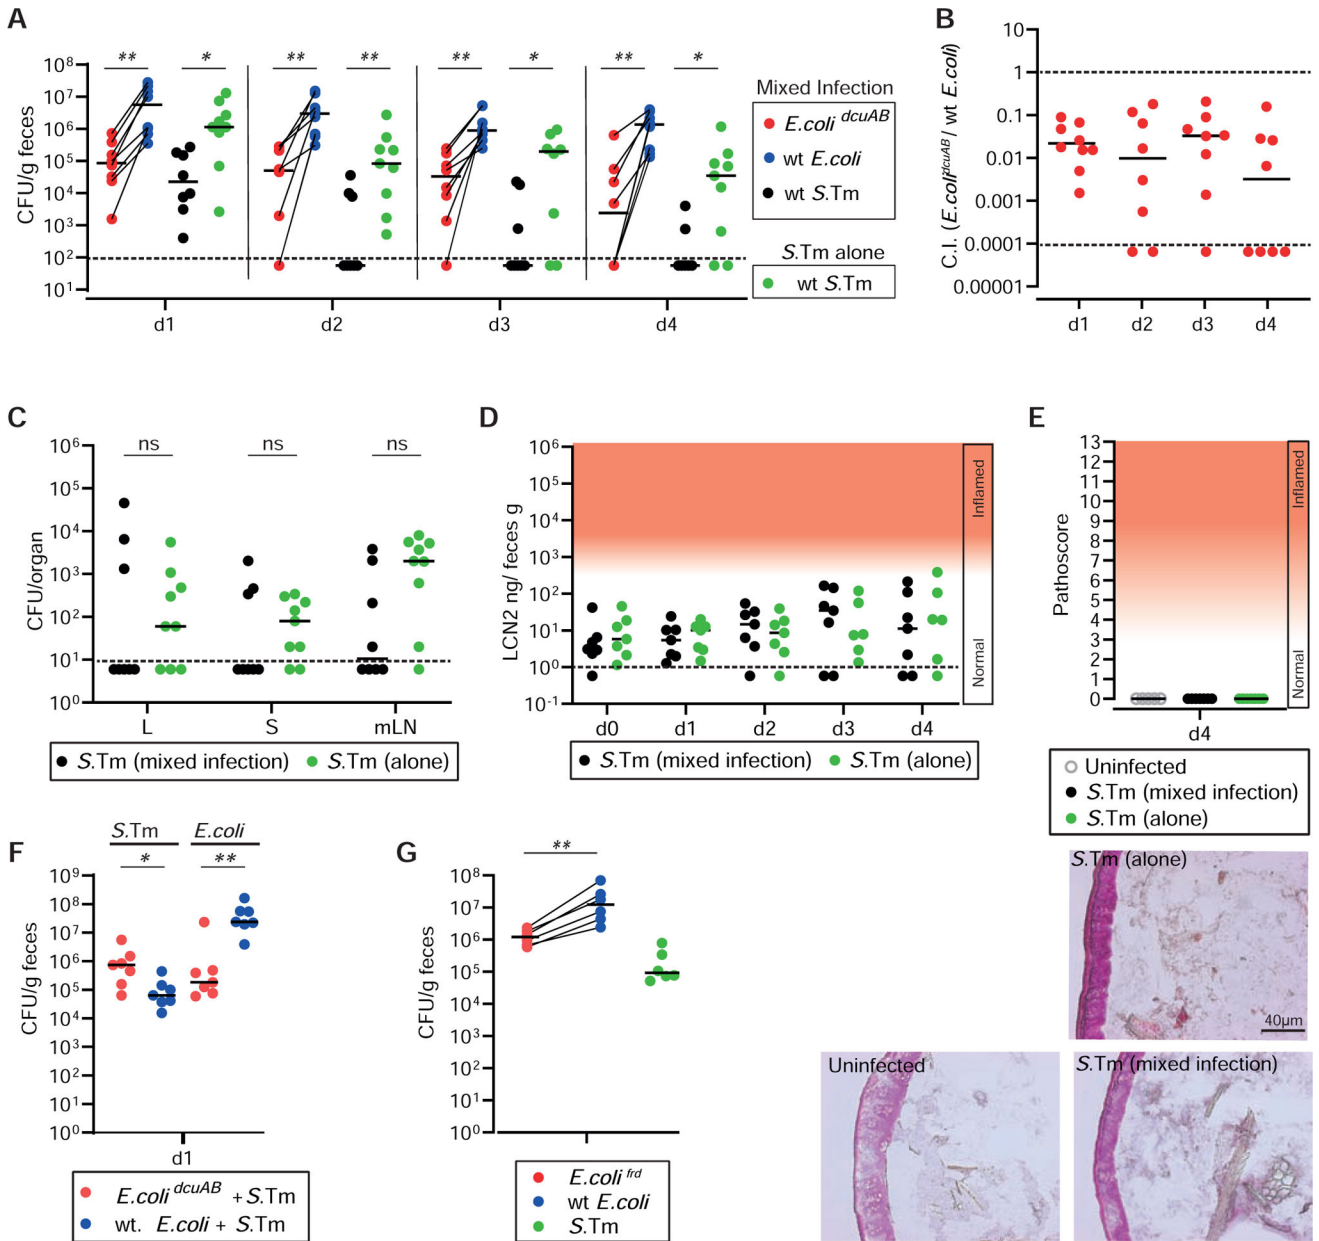 A
** * ** ** ** * ** *
CFU/g feces
10⁸
10⁷
10⁶
10⁵
10⁴
10³
10²
10¹
d1 d2 d3 d4
Mixed Infection
E.coli dcuAB
wt E.coli
wt S.Tm
S.Tm alone
wt S.Tm
B
C.I. (E.coli dcuAB / wt E.coli)
10
1
0.1
0.01
0.001
0.0001
0.00001
d1 d2 d3 d4
C
ns ns ns
CFU/organ
10⁶
10⁵
10⁴
10³
10²
10¹
10⁰
L S mLN
S.Tm (mixed infection) S.Tm (alone)
D
LCN2 ng/ feces g
10⁶
10⁵
10⁴
10³
10²
10¹
10⁰
10⁻¹
Inflamed
Normal
d0 d1 d2 d3 d4
S.Tm (mixed infection) S.Tm (alone)
E
Pathoscore
13
12
11
10
9
8
7
6
5
4
3
2
1
0
Inflamed
Normal
d4
Uninfected
S.Tm (mixed infection)
S.Tm (alone)
S.Tm (alone)
40µm
Uninfected
S.Tm (mixed infection)
F
S.Tm E.coli
* **
CFU/g feces
10⁹
10⁸
10⁷
10⁶
10⁵
10⁴
10³
10²
10¹
10⁰
d1
E.coli dcuAB + S.Tm
wt. E.coli + S.Tm
G
**
CFU/g feces
10⁸
10⁷
10⁶
10⁵
10⁴
10³
10²
10¹
10⁰
E.coli frd
wt E.coli
S.Tm